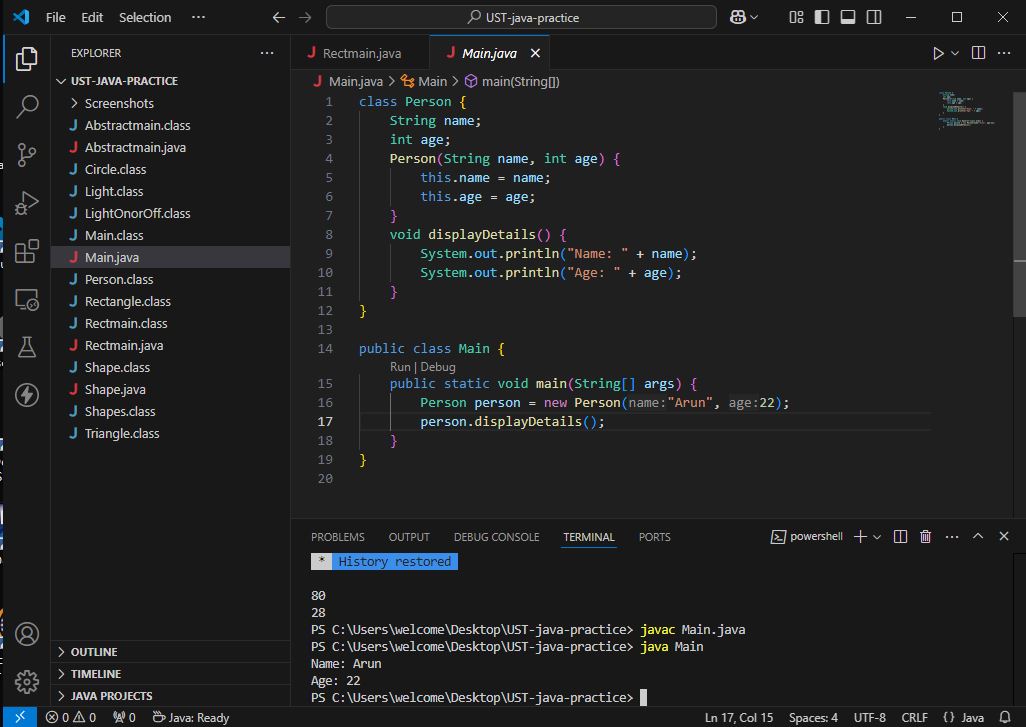 File Edit Selection ··· UST-java-practice
EXPLORER ···
UST-JAVA-PRACTICE
Screenshots
J Abstractmain.class
J Abstractmain.java
J Circle.class
J Light.class
J LightOnorOff.class
J Main.class
J Main.java
J Person.class
J Rectangle.class
J Rectmain.class
J Rectmain.java
J Shape.class
J Shape.java
J Shapes.class
J Triangle.class
OUTLINE
TIMELINE
JAVA PROJECTS
J Rectmain.java J Main.java
J Main.java > Main > main(String[])
1 class Person {
2 String name;
3 int age;
4 Person(String name, int age) {
5 this.name = name;
6 this.age = age;
7 }
8 void displayDetails() {
9 System.out.println("Name: " + name);
10 System.out.println("Age: " + age);
11 }
12 }
13
14 public class Main {
Run | Debug
15 public static void main(String[] args) {
16 Person person = new Person(name:"Arun", age:22);
17 person.displayDetails();
18 }
19 }
20
PROBLEMS OUTPUT DEBUG CONSOLE TERMINAL PORTS powershell
* History restored
80
28
PS C:\Users\welcome\Desktop\UST-java-practice> javac Main.java
PS C:\Users\welcome\Desktop\UST-java-practice> java Main
Name: Arun
Age: 22
PS C:\Users\welcome\Desktop\UST-java-practice>
0 0 0 Java: Ready Ln 17, Col 15 Spaces: 4 UTF-8 CRLF {} Java